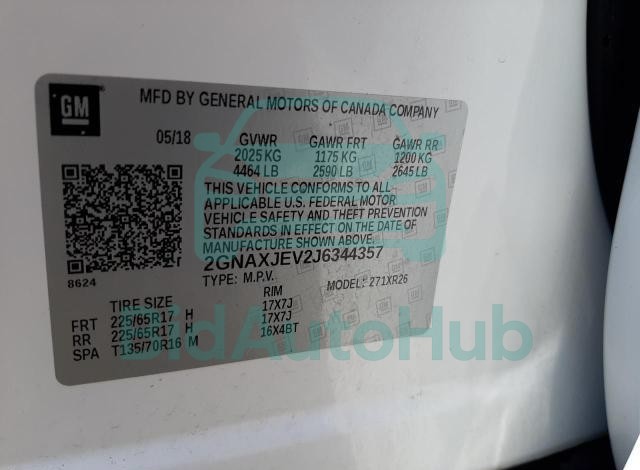 GM
MFD BY GENERAL MOTORS OF CANADA COMPANY
05/18 GVWR GAWR FRT GAWR RR
2025 KG 1175 KG 1200 KG
4464 LB 2590 LB 2645 LB
THIS VEHICLE CONFORMS TO ALL
APPLICABLE U.S. FEDERAL MOTOR
VEHICLE SAFETY AND THEFT PREVENTION
STANDARDS IN EFFECT ON THE DATE OF
MANUFACTURE SHOWN ABOVE.
2GNAXJEV2J6344357
8624
TYPE: M.P.V. MODEL: 271XR26
TIRE SIZE RIM
FRT 225/65R17 H 17X7J
RR 225/65R17 H 17X7J
SPA T135/70R16 M 16X4BT
BidAutoHub